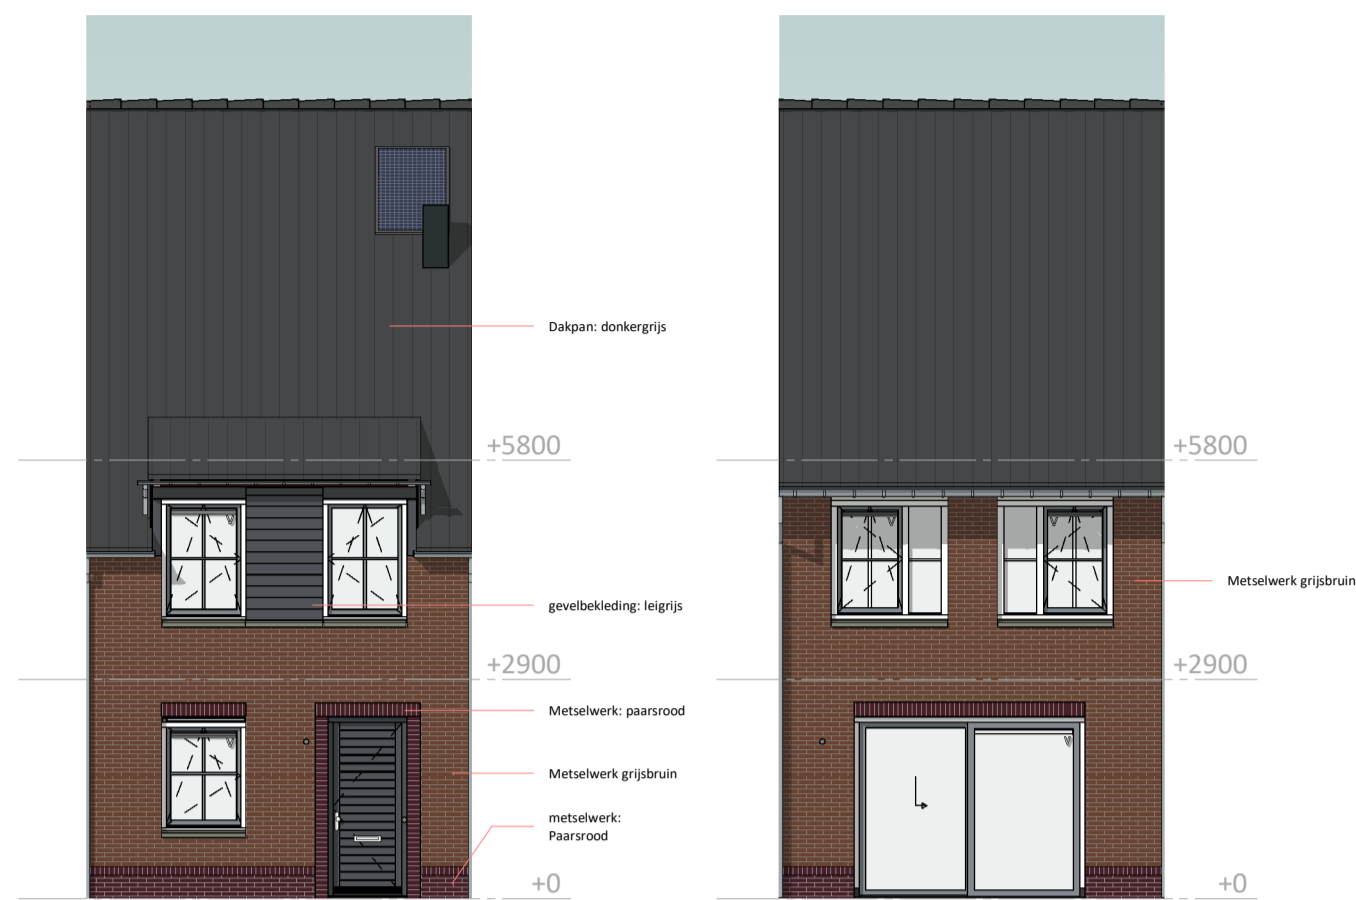 Dakpan: donkergrijs
+5800
gevelbekleding: leigrijs
+2900
Metselwerk: paarsrood
Metselwerk grijsbruin
metselwerk:
Paarsrood
+0
+5800
Metselwerk grijsbruin
+2900
+0